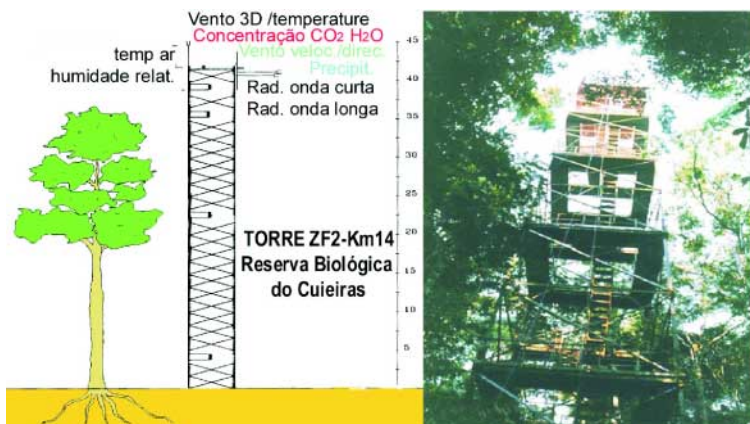 Vento 3D /temperature
Concentração CO2 H2O
Vento veloc /direc.
Precipit.
temp ar
humidade relat.
Rad. onda curta
Rad. onda longa
TORRE ZF2-Km14
Reserva Biológica
do Cuieiras
45
40
35
30
25
20
15
10
5